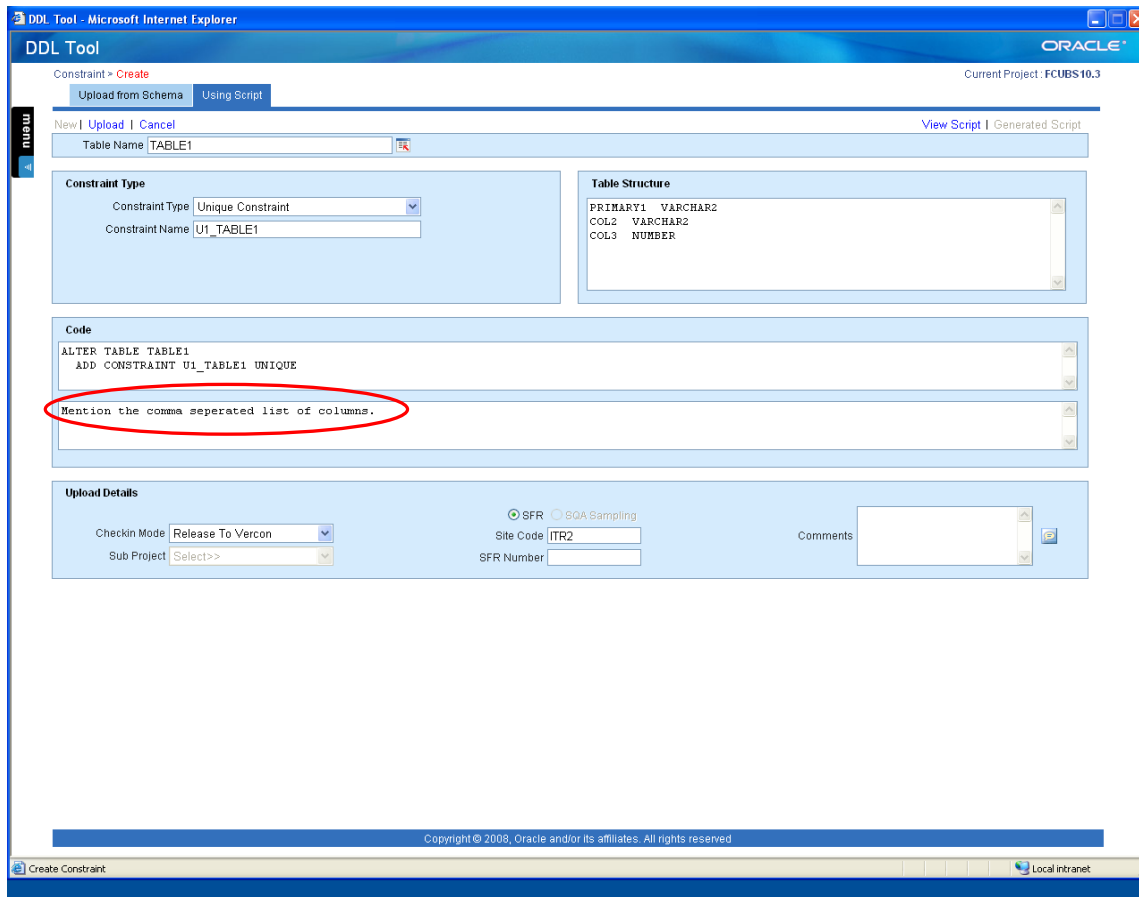 DDL Tool - Microsoft Internet Explorer
DDL Tool
ORACLE
Constraint > Create
Current Project : FCUBS10.3
Upload from Schema
Using Script
menu
New | Upload | Cancel
View Script | Generated Script
Table Name TABLE1
Constraint Type
Table Structure
Constraint Type Unique Constraint
Constraint Name U1_TABLE1
PRIMARY1 VARCHAR2
COL2 VARCHAR2
COL3 NUMBER
Code
ALTER TABLE TABLE1
ADD CONSTRAINT U1_TABLE1 UNIQUE
Mention the comma seperated list of columns.
Upload Details
SFR SQA Sampling
Checkin Mode Release To Vercon
Site Code ITR2
Comments
Sub Project Select>>
SFR Number
Copyright © 2008, Oracle and/or its affiliates. All rights reserved
Create Constraint
Local intranet